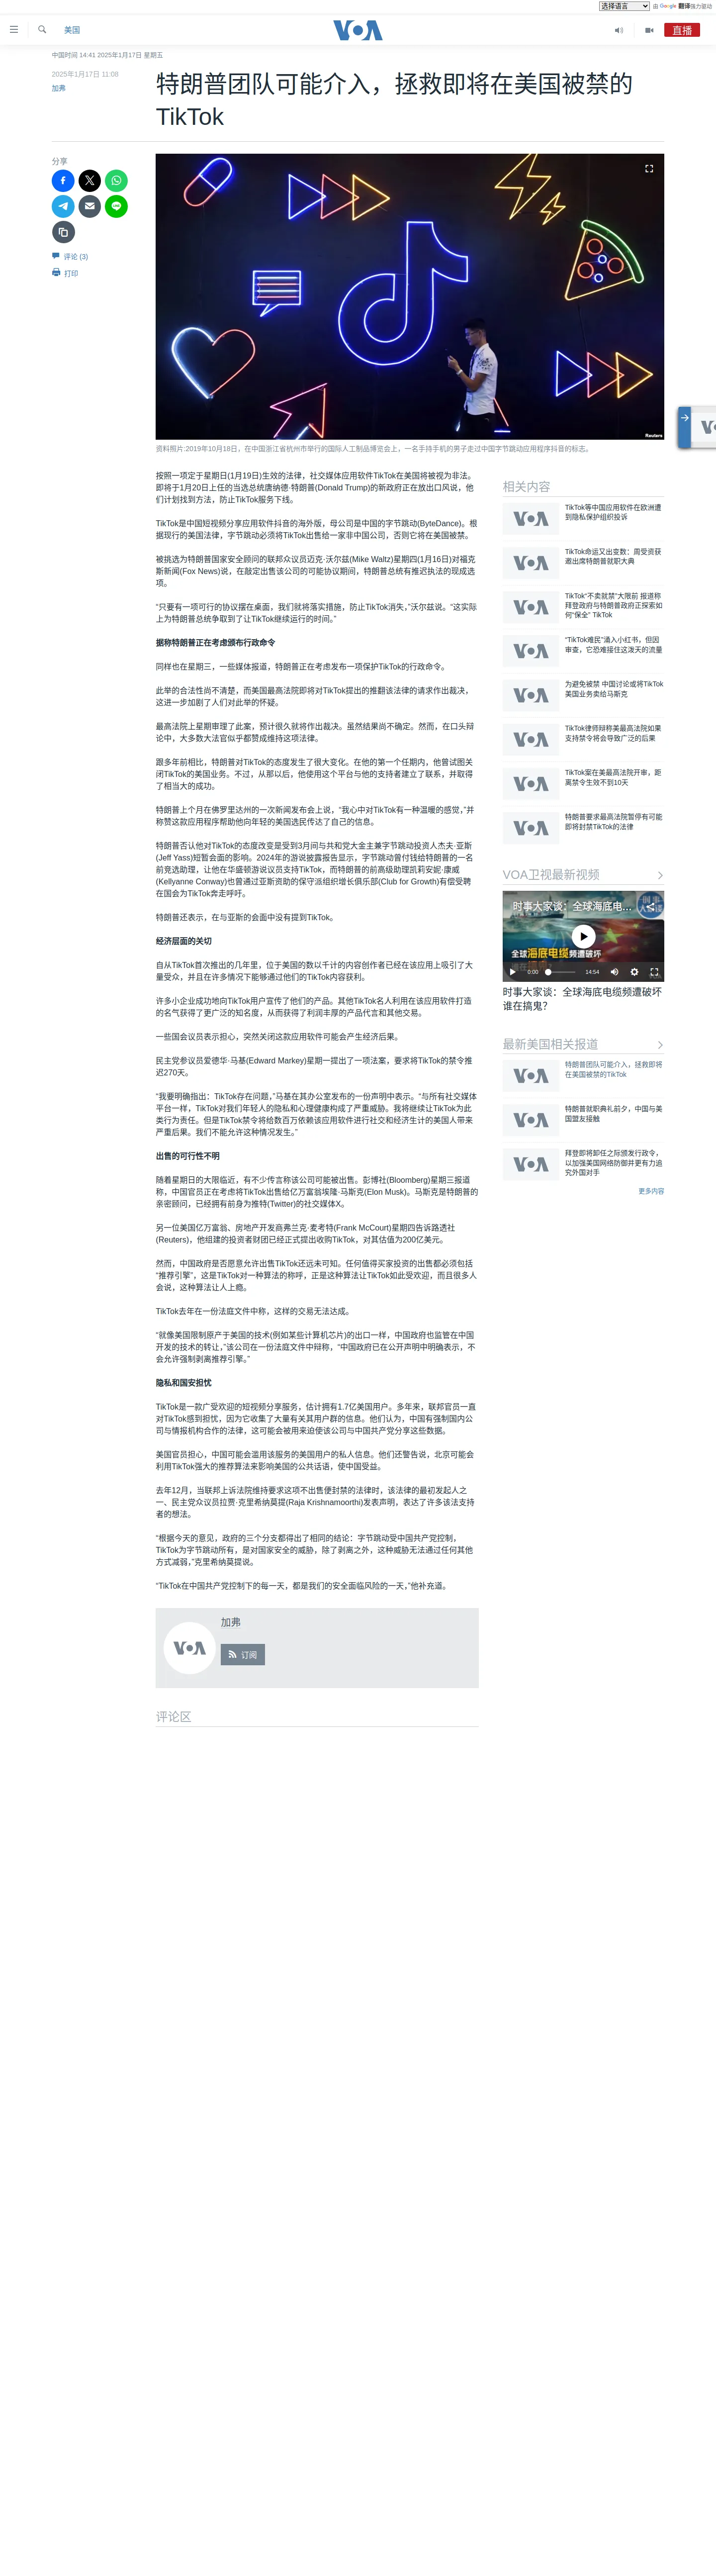 选择语言 由 Google 翻译强力驱动
美国
VOA
直播
中国时间 14:41 2025年1月17日 星期五
2025年1月17日 11:08
加弗
特朗普团队可能介入，拯救即将在美国被禁的
TikTok
分享
评论 (3)
打印
Reuters
资料照片:2019年10月18日，在中国浙江省杭州市举行的国际人工制品博览会上，一名手持手机的男子走过中国字节跳动应用程序抖音的标志。
按照一项定于星期日(1月19日)生效的法律，社交媒体应用软件TikTok在美国将被视为非法。
即将于1月20日上任的当选总统唐纳德·特朗普(Donald Trump)的新政府正在放出口风说，他
们计划找到方法，防止TikTok服务下线。
TikTok是中国短视频分享应用软件抖音的海外版，母公司是中国的字节跳动(ByteDance)。根
据现行的美国法律，字节跳动必须将TikTok出售给一家非中国公司，否则它将在美国被禁。
被挑选为特朗普国家安全顾问的联邦众议员迈克·沃尔兹(Mike Waltz)星期四(1月16日)对福克
斯新闻(Fox News)说，在敲定出售该公司的可能协议期间，特朗普总统有推迟执法的现成选
项。
“只要有一项可行的协议摆在桌面，我们就将落实措施，防止TikTok消失，”沃尔兹说。“这实际
上为特朗普总统争取到了让TikTok继续运行的时间。”
据称特朗普正在考虑颁布行政命令
同样也在星期三，一些媒体报道，特朗普正在考虑发布一项保护TikTok的行政命令。
此举的合法性尚不清楚，而美国最高法院即将对TikTok提出的推翻该法律的请求作出裁决，
这进一步加剧了人们对此举的怀疑。
最高法院上星期审理了此案，预计很久就将作出裁决。虽然结果尚不确定。然而，在口头辩
论中，大多数大法官似乎都赞成维持这项法律。
跟多年前相比，特朗普对TikTok的态度发生了很大变化。在他的第一个任期内，他曾试图关
闭TikTok的美国业务。不过，从那以后，他使用这个平台与他的支持者建立了联系，并取得
了相当大的成功。
特朗普上个月在佛罗里达州的一次新闻发布会上说，“我心中对TikTok有一种温暖的感觉，”并
称赞这款应用程序帮助他向年轻的美国选民传达了自己的信息。
特朗普否认他对TikTok的态度改变是受到3月间与共和党大金主兼字节跳动投资人杰夫·亚斯
(Jeff Yass)短暂会面的影响。2024年的游说披露报告显示，字节跳动曾付钱给特朗普的一名
前竞选助理，让他在华盛顿游说议员支持TikTok，而特朗普的前高级助理凯莉安妮·康威
(Kellyanne Conway)也曾通过亚斯资助的保守派组织增长俱乐部(Club for Growth)有偿受聘
在国会为TikTok奔走呼吁。
特朗普还表示，在与亚斯的会面中没有提到TikTok。
经济层面的关切
自从TikTok首次推出的几年里，位于美国的数以千计的内容创作者已经在该应用上吸引了大
量受众，并且在许多情况下能够通过他们的TikTok内容获利。
许多小企业成功地向TikTok用户宣传了他们的产品。其他TikTok名人利用在该应用软件打造
的名气获得了更广泛的知名度，从而获得了利润丰厚的产品代言和其他交易。
一些国会议员表示担心，突然关闭这款应用软件可能会产生经济后果。
民主党参议员爱德华·马基(Edward Markey)星期一提出了一项法案，要求将TikTok的禁令推
迟270天。
“我要明确指出：TikTok存在问题，”马基在其办公室发布的一份声明中表示。“与所有社交媒体
平台一样，TikTok对我们年轻人的隐私和心理健康构成了严重威胁。我将继续让TikTok为此
类行为责任。但是TikTok禁令将给数百万依赖该应用软件进行社交和经济生计的美国人带来
严重后果。我们不能允许这种情况发生。”
出售的可行性不明
随着星期日的大限临近，有不少传言称该公司可能被出售。彭博社(Bloomberg)星期三报道
称，中国官员正在考虑将TikTok出售给亿万富翁埃隆·马斯克(Elon Musk)。马斯克是特朗普的
亲密顾问，已经拥有前身为推特(Twitter)的社交媒体X。
另一位美国亿万富翁、房地产开发商弗兰克·麦考特(Frank McCourt)星期四告诉路透社
(Reuters)，他组建的投资者财团已经正式提出收购TikTok，对其估值为200亿美元。
然而，中国政府是否愿意允许出售TikTok还远未可知。任何值得买家投资的出售都必须包括
“推荐引擎”，这是TikTok对一种算法的称呼，正是这种算法让TikTok如此受欢迎，而且很多人
会说，这种算法让人上瘾。
TikTok去年在一份法庭文件中称，这样的交易无法达成。
“就像美国限制原产于美国的技术(例如某些计算机芯片)的出口一样，中国政府也监管在中国
开发的技术的转让，”该公司在一份法庭文件中辩称，“中国政府已在公开声明中明确表示，不
会允许强制剥离推荐引擎。”
隐私和国安担忧
TikTok是一款广受欢迎的短视频分享服务，估计拥有1.7亿美国用户。多年来，联邦官员一直
对TikTok感到担忧，因为它收集了大量有关其用户群的信息。他们认为，中国有强制国内公
司与情报机构合作的法律，这可能会被用来迫使该公司与中国共产党分享这些数据。
美国官员担心，中国可能会滥用该服务的美国用户的私人信息。他们还警告说，北京可能会
利用TikTok强大的推荐算法来影响美国的公共话语，使中国受益。
去年12月，当联邦上诉法院维持要求这项不出售便封禁的法律时，该法律的最初发起人之
一、民主党众议员拉贾·克里希纳莫提(Raja Krishnamoorthi)发表声明，表达了许多该法支持
者的想法。
“根据今天的意见，政府的三个分支都得出了相同的结论：字节跳动受中国共产党控制，
TikTok为字节跳动所有，是对国家安全的威胁，除了剥离之外，这种威胁无法通过任何其他
方式减弱，”克里希纳莫提说。
“TikTok在中国共产党控制下的每一天，都是我们的安全面临风险的一天，”他补充道。
VOA
加弗
订阅
评论区
相关内容
VOA
TikTok等中国应用软件在欧洲遭
到隐私保护组织投诉
VOA
TikTok命运又出变数：周受资获
邀出席特朗普就职大典
VOA
TikTok“不卖就禁”大限前 报道称
拜登政府与特朗普政府正探索如
何“保全” TikTok
VOA
“TikTok难民”涌入小红书，但因
审查，它恐难接住这泼天的流量
VOA
为避免被禁 中国讨论或将TikTok
美国业务卖给马斯克
VOA
TikTok律师辩称美最高法院如果
支持禁令将会导致广泛的后果
VOA
TikTok案在美最高法院开审，距
离禁令生效不到10天
VOA
特朗普要求最高法院暂停有可能
即将封禁TikTok的法律
VOA卫视最新视频
时事大家谈：全球海底电...
全球海底电缆频遭破坏
0:00
14:54
时事大家谈：全球海底电缆频遭破坏
谁在搞鬼？
最新美国相关报道
VOA
特朗普团队可能介入，拯救即将
在美国被禁的TikTok
VOA
特朗普就职典礼前夕，中国与美
国盟友接触
VOA
拜登即将卸任之际颁发行政令，
以加强美国网络防御并更有力追
究外国对手
更多内容